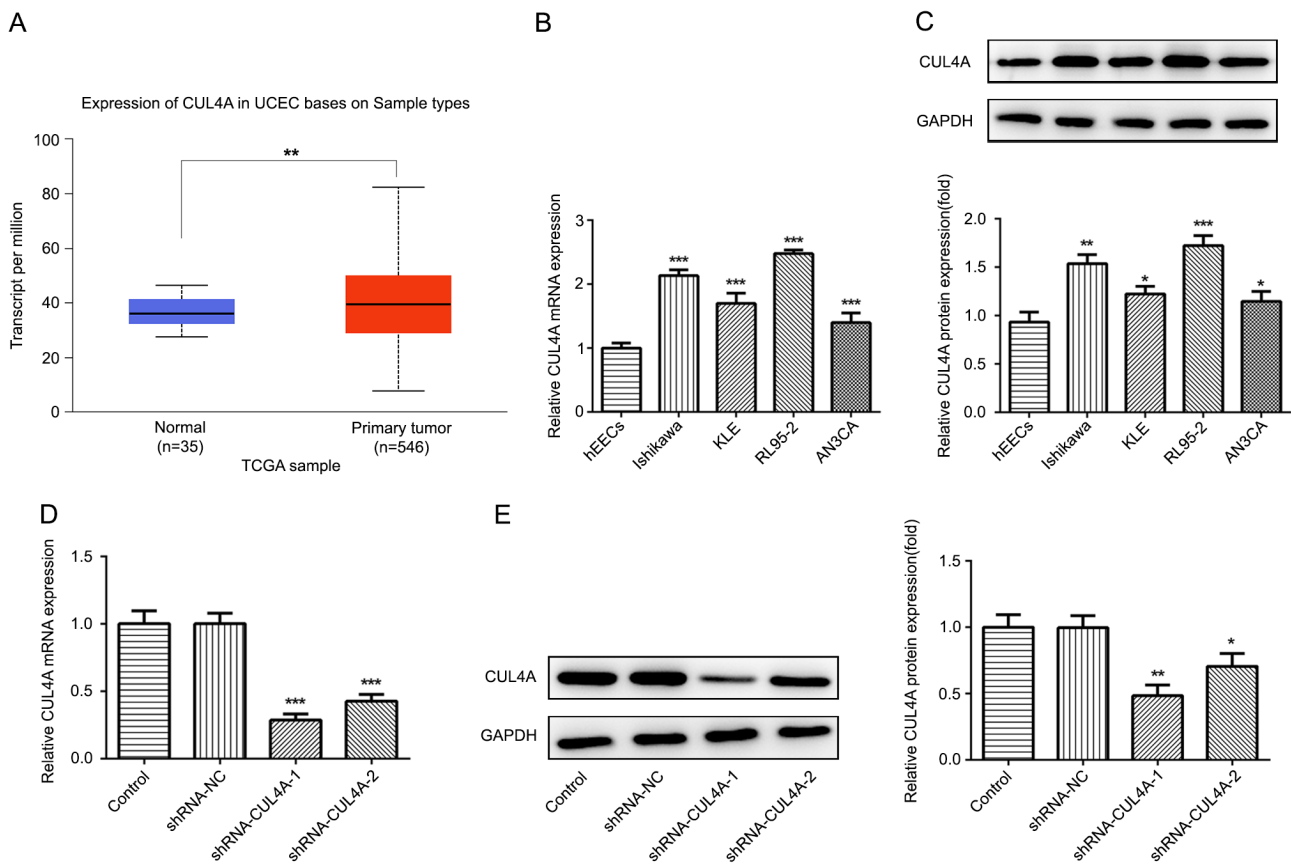 A
Expression of CUL4A in UCEC bases on Sample types
Transcript per million
100
80
60
40
20
0
**
Normal
(n=35)
Primary tumor
(n=546)
TCGA sample
B
Relative CUL4A mRNA expression
3
2
1
0
***
***
***
***
hEECs
Ishikawa
KLE
RL95-2
AN3CA
C
CUL4A
GAPDH
Relative CUL4A protein expression(fold)
2.0
1.5
1.0
0.5
0.0
**
*
***
*
hEECs
Ishikawa
KLE
RL95-2
AN3CA
D
Relative CUL4A mRNA expression
1.5
1.0
0.5
0.0
***
***
Control
shRNA-NC
shRNA-CUL4A-1
shRNA-CUL4A-2
E
CUL4A
GAPDH
Control
shRNA-NC
shRNA-CUL4A-1
shRNA-CUL4A-2
Relative CUL4A protein expression(fold)
1.5
1.0
0.5
0.0
**
*
Control
shRNA-NC
shRNA-CUL4A-1
shRNA-CUL4A-2